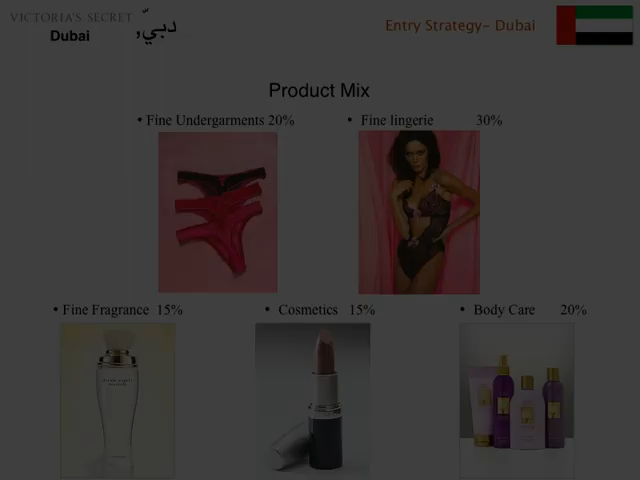 VICTORIA'S SECRET
Dubai
دبيّ,
Entry Strategy- Dubai
Product Mix
• Fine Undergarments 20%
• Fine lingerie 30%
• Fine Fragrance 15%
• Cosmetics 15%
• Body Care 20%